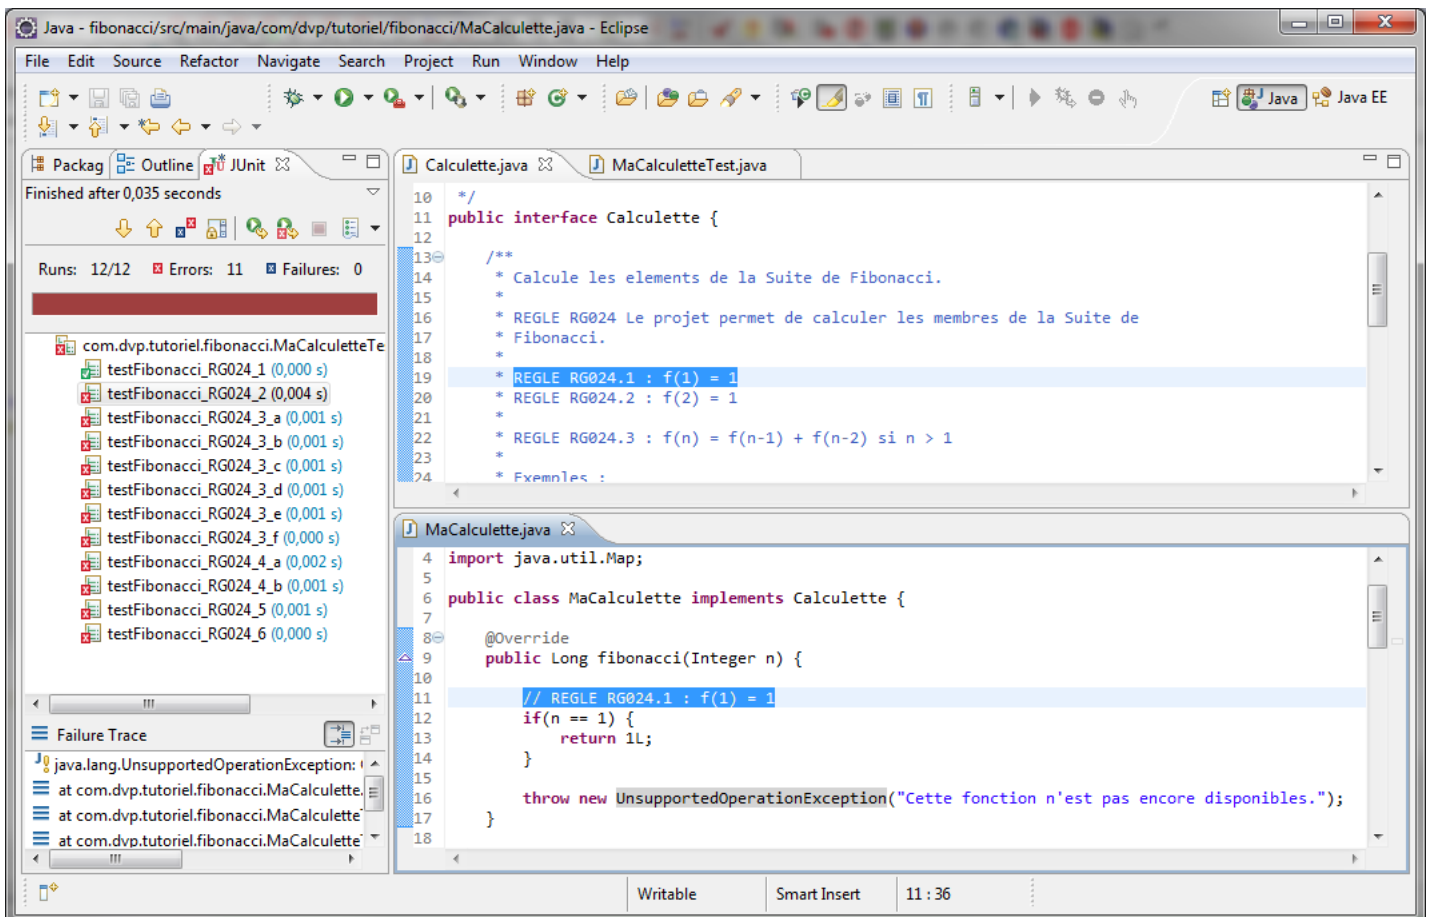 Java - fibonacci/src/main/java/com/dvp/tutoriel/fibonacci/MaCalculette.java - Eclipse
File Edit Source Refactor Navigate Search Project Run Window Help
Java Java EE
Packag Outline JUnit
Finished after 0,035 seconds
Runs: 12/12 Errors: 11 Failures: 0
com.dvp.tutoriel.fibonacci.MaCalculetteTe
testFibonacci_RG024_1 (0,000 s)
testFibonacci_RG024_2 (0,004 s)
testFibonacci_RG024_3_a (0,001 s)
testFibonacci_RG024_3_b (0,001 s)
testFibonacci_RG024_3_c (0,001 s)
testFibonacci_RG024_3_d (0,001 s)
testFibonacci_RG024_3_e (0,001 s)
testFibonacci_RG024_3_f (0,000 s)
testFibonacci_RG024_4_a (0,002 s)
testFibonacci_RG024_4_b (0,001 s)
testFibonacci_RG024_5 (0,001 s)
testFibonacci_RG024_6 (0,000 s)
Failure Trace
java.lang.UnsupportedOperationException:
at com.dvp.tutoriel.fibonacci.MaCalculette.
at com.dvp.tutoriel.fibonacci.MaCalculette
at com.dvp.tutoriel.fibonacci.MaCalculette
Calculette.java MaCalculetteTest.java
10 */
11 public interface Calculette {
12
13 /**
14 * Calcule les elements de la Suite de Fibonacci.
15 *
16 * REGLE RG024 Le projet permet de calculer les membres de la Suite de
17 * Fibonacci.
18 *
19 * REGLE RG024.1 : f(1) = 1
20 * REGLE RG024.2 : f(2) = 1
21 *
22 * REGLE RG024.3 : f(n) = f(n-1) + f(n-2) si n > 1
23 *
24 * Exemples :
MaCalculette.java
4 import java.util.Map;
5
6 public class MaCalculette implements Calculette {
7
8 @Override
9 public Long fibonacci(Integer n) {
10
11 // REGLE RG024.1 : f(1) = 1
12 if(n == 1) {
13 return 1L;
14 }
15
16 throw new UnsupportedOperationException("Cette fonction n'est pas encore disponibles.");
17 }
18
Writable Smart Insert 11 : 36